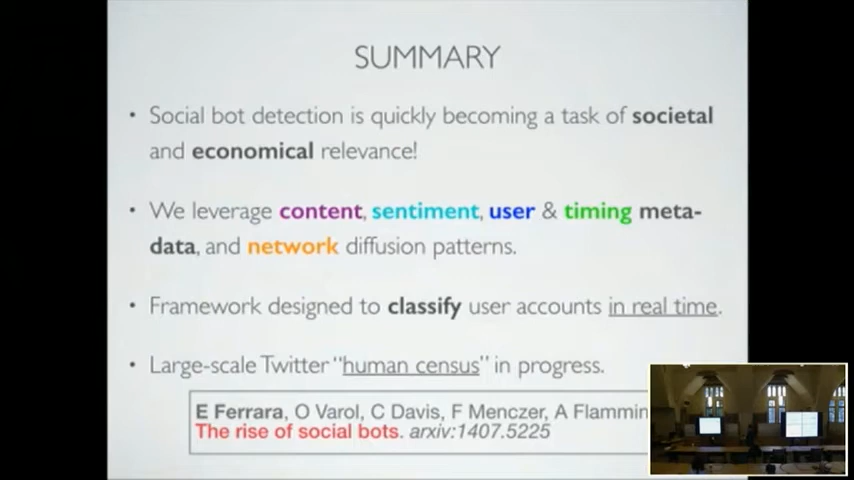 SUMMARY
• Social bot detection is quickly becoming a task of societal
and economical relevance!
• We leverage content, sentiment, user & timing meta-
data, and network diffusion patterns.
• Framework designed to classify user accounts in real time.
• Large-scale Twitter “human census” in progress.
E Ferrara, O Varol, C Davis, F Menczer, A Flammin
The rise of social bots. arxiv:1407.5225